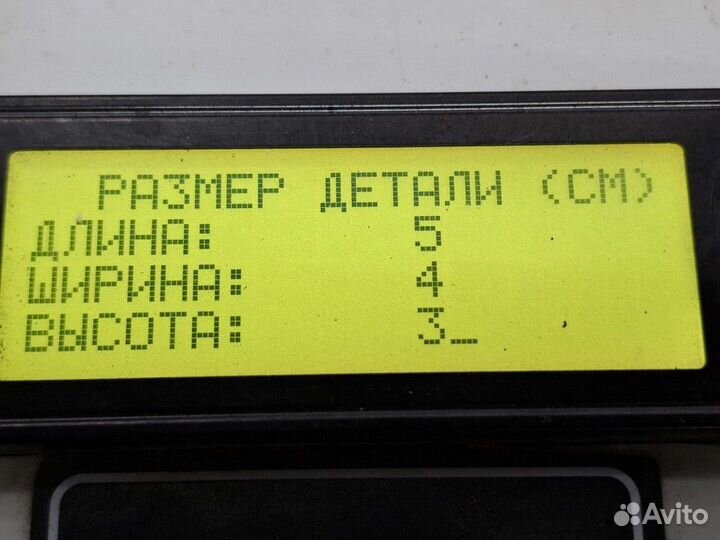 РАЗМЕР ДЕТАЛИ (СМ)
ДЛИНА: 5
ШИРИНА: 4
ВЫСОТА: 3_
Avito